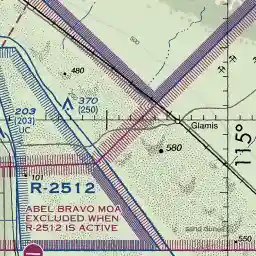 480
370
(250)
203
(203)
UC
Glamis
115°
580
101
R-2512
ABEL BRAVO MOA
EXCLUDED WHEN
R-2512 IS ACTIVE
sand dunes
550